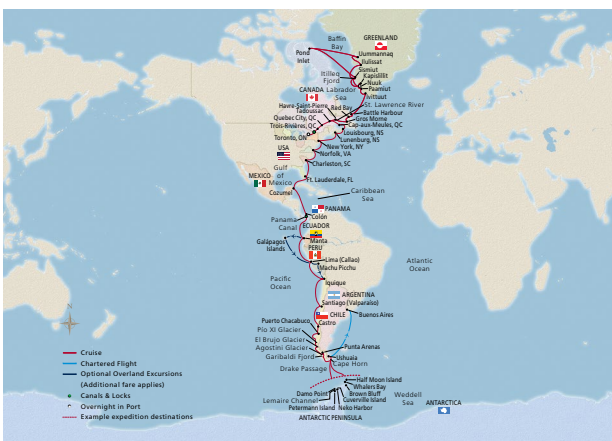 Baffin
Bay
GREENLAND
Pond
Inlet
Uummannaq
Ilulissat
Sismiut
Itilleq
Fjord
Kapisillit
Nuuk
Paamiut
CANADA
Labrador
Sea
Ivittuut
St. Lawrence River
Havre-Saint-Pierre
Red Bay
Tadoussac
Battle Harbour
Quebec City, QC
Gros Morne
Trois-Rivières, QC
Cap-aux-Meules, QC
Louisbourg, NS
Toronto, ON
Lunenburg, NS
New York, NY
USA
Norfolk, VA
Charleston, SC
Gulf
of
Mexico
MEXICO
Ft. Lauderdale, FL
Cozumel
Caribbean
Sea
PANAMA
Colón
Panama
Canal
ECUADOR
Galápagos
Islands
Manta
PERU
Lima (Callao)
Machu Picchu
Atlantic
Ocean
Pacific
Ocean
Iquique
ARGENTINA
Santiago (Valparaíso)
Buenos Aires
CHILE
Puerto Chacabuco
Castro
Pío XI Glacier
El Brujo Glacier
Agostini Glacier
Punta Arenas
Garibaldi Fjord
Ushuaia
Cape Horn
Drake Passage
Half Moon Island
Whalers Bay
Damo Point
Brown Bluff
Cuverville Island
Lemaire Channel
Petermann Island
Neko Harbor
ANTARCTIC PENINSULA
Weddell
Sea
ANTARCTICA
N
Cruise
Chartered Flight
Optional Overland Excursions
(Additional fare applies)
Canals & Locks
Overnight in Port
Example expedition destinations